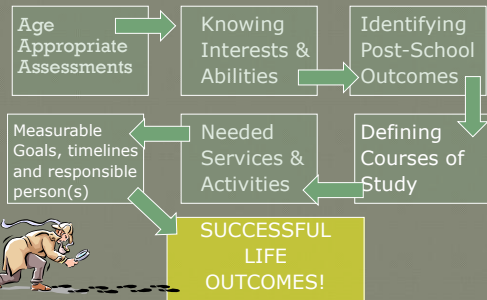 Age
Appropriate
Assessments
Knowing
Interests &
Abilities
Identifying
Post-School
Outcomes
Measurable
Goals, timelines
and responsible
person(s)
Needed
Services &
Activities
Defining
Courses of
Study
SUCCESSFUL
LIFE
OUTCOMES!